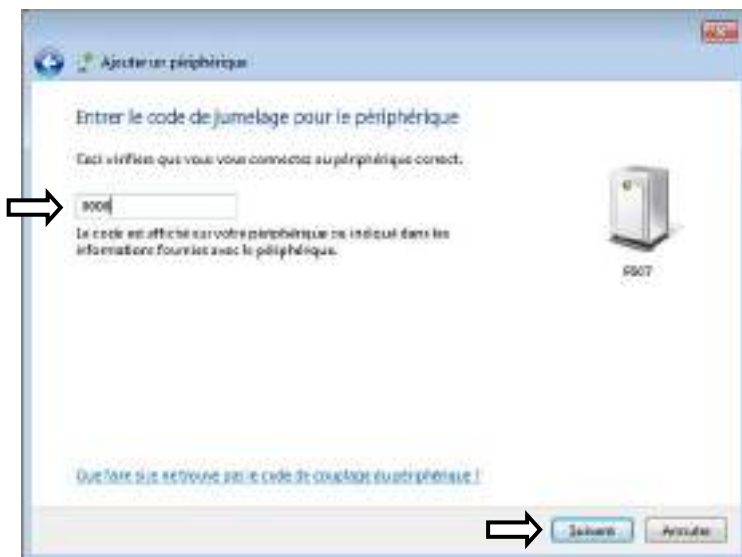 Ajouter un périphérique
Entrer le code de jumelage pour le périphérique
Ceci vérifiera que vous vous connectez au périphérique correct.
Le code est affiché sur votre périphérique ou indiqué dans les
informations fournies avec le périphérique.
Que faire si je ne trouve pas le code de couplage du périphérique ?
Suivant
Annuler